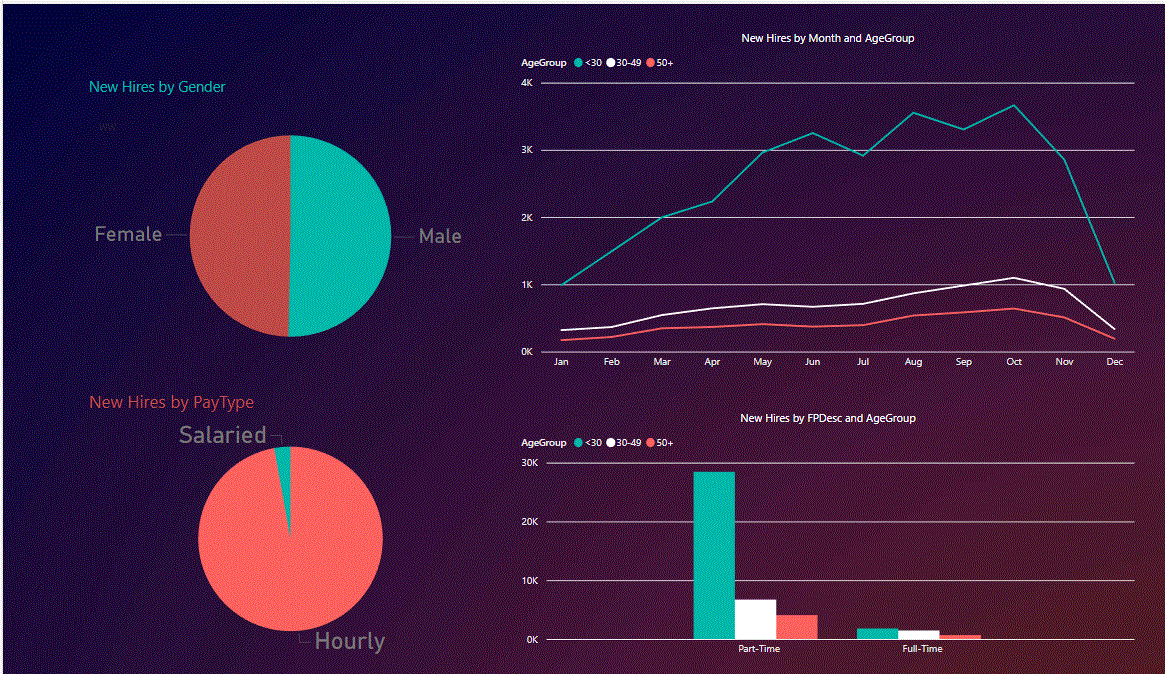 New Hires by Gender
Female
Male
New Hires by PayType
Salaried
Hourly
New Hires by Month and AgeGroup
AgeGroup <30 30-49 50+
4K
3K
2K
1K
0K
Jan Feb Mar Apr May Jun Jul Aug Sep Oct Nov Dec
New Hires by FPDesc and AgeGroup
AgeGroup <30 30-49 50+
30K
20K
10K
0K
Part-Time Full-Time